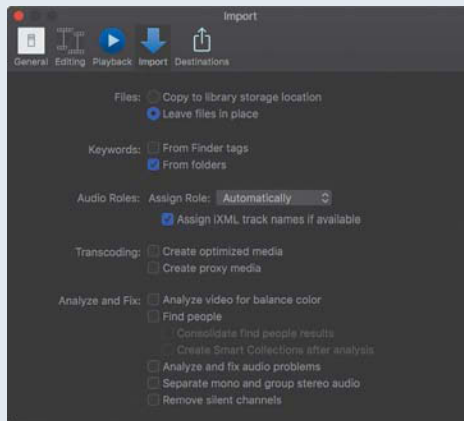 Import
General Editing Playback Import Destinations
Files: Copy to library storage location
Leave files in place
Keywords: From Finder tags
From folders
Audio Roles: Assign Role: Automatically
Assign iXML track names if available
Transcoding: Create optimized media
Create proxy media
Analyze and Fix: Analyze video for balance color
Find people
Consolidate find people results
Create Smart Collections after analysis
Analyze and fix audio problems
Separate mono and group stereo audio
Remove silent channels